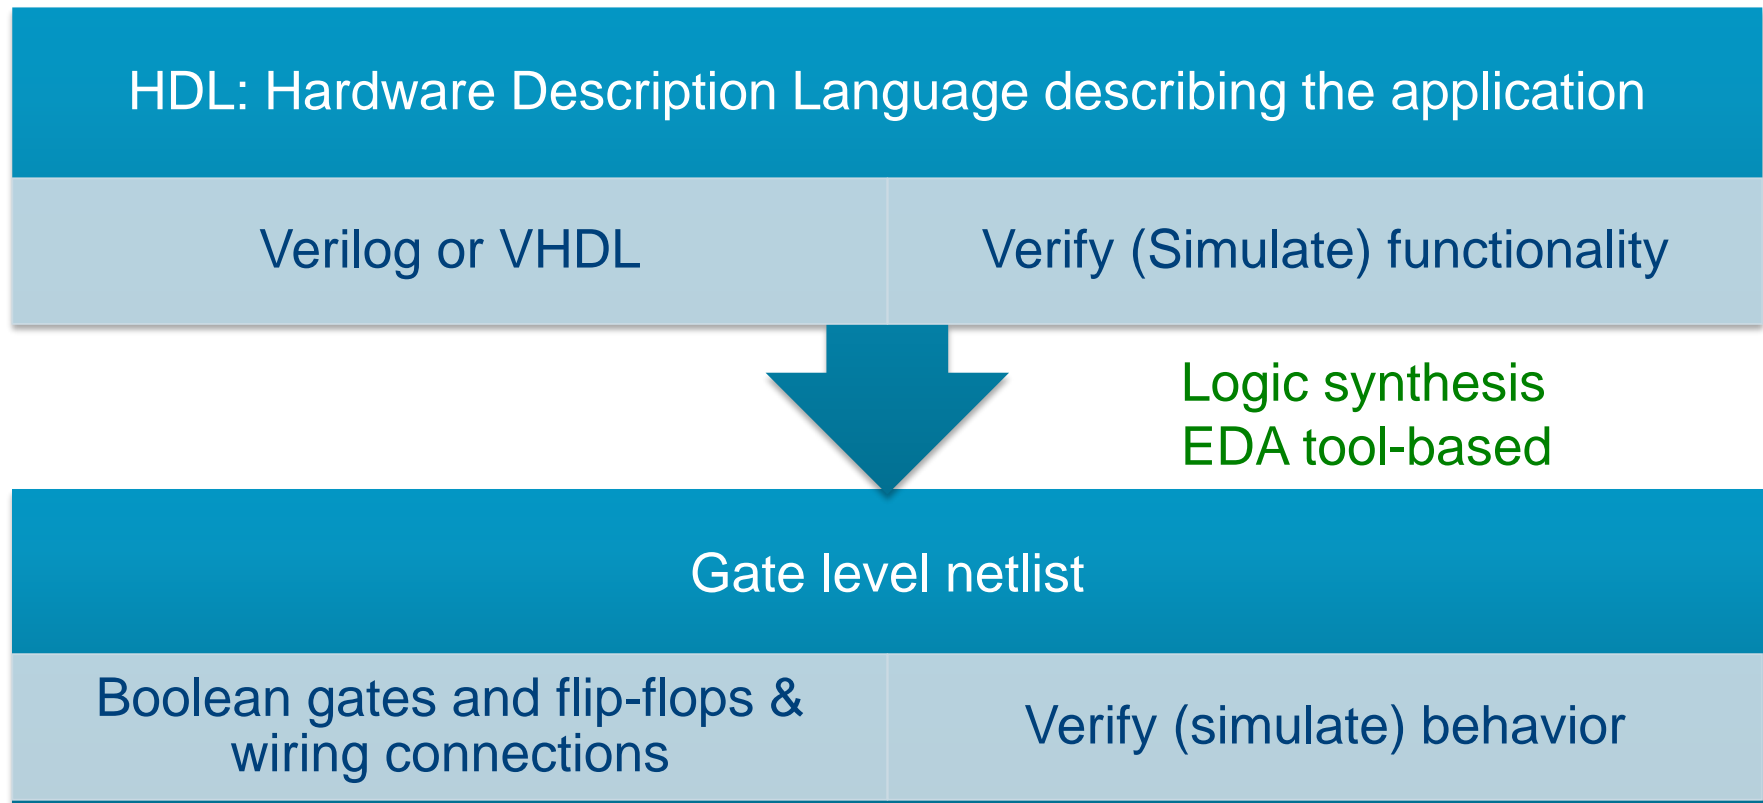 HDL: Hardware Description Language describing the application
Verilog or VHDL
Verify (Simulate) functionality
Logic synthesis
EDA tool-based
Gate level netlist
Boolean gates and flip-flops &
wiring connections
Verify (simulate) behavior